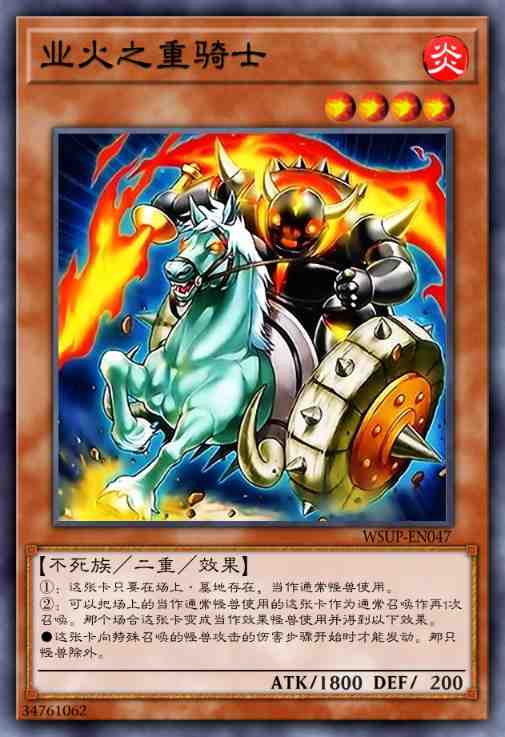 业火之重骑士
炎
WSUP-EN047
【不死族／二重／效果】
①：这张卡只要在场上·墓地存在，当作通常怪兽使用。
②：可以把场上的当作通常怪兽使用的这张卡作为通常召唤作再1次
召唤。那个场合这张卡变成当作效果怪兽使用并得到以下效果。
●这张卡向特殊召唤的怪兽攻击的伤害步骤开始时才能发动。那只
怪兽除外。
ATK/1800 DEF/ 200
34761062